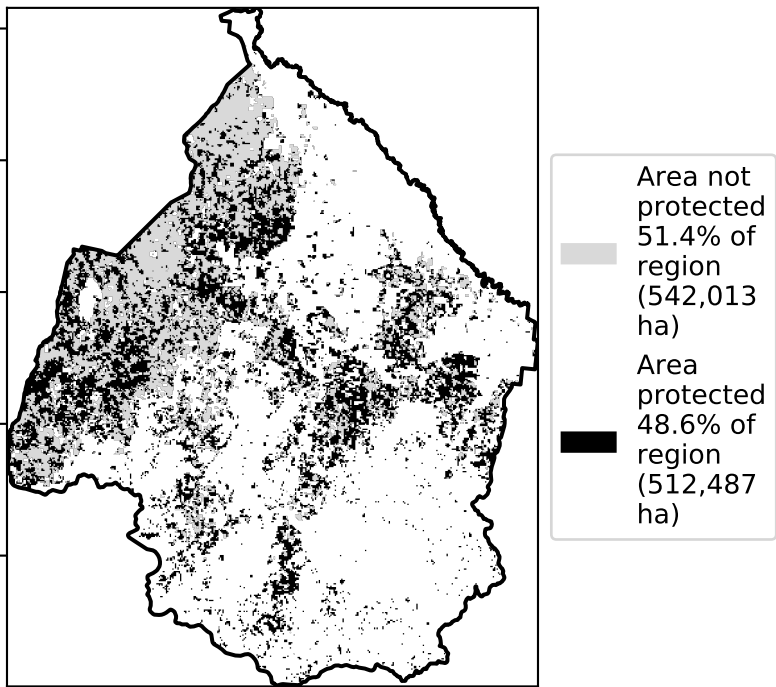 Area not
protected
51.4% of
region
(542,013
ha)
Area
protected
48.6% of
region
(512,487
ha)